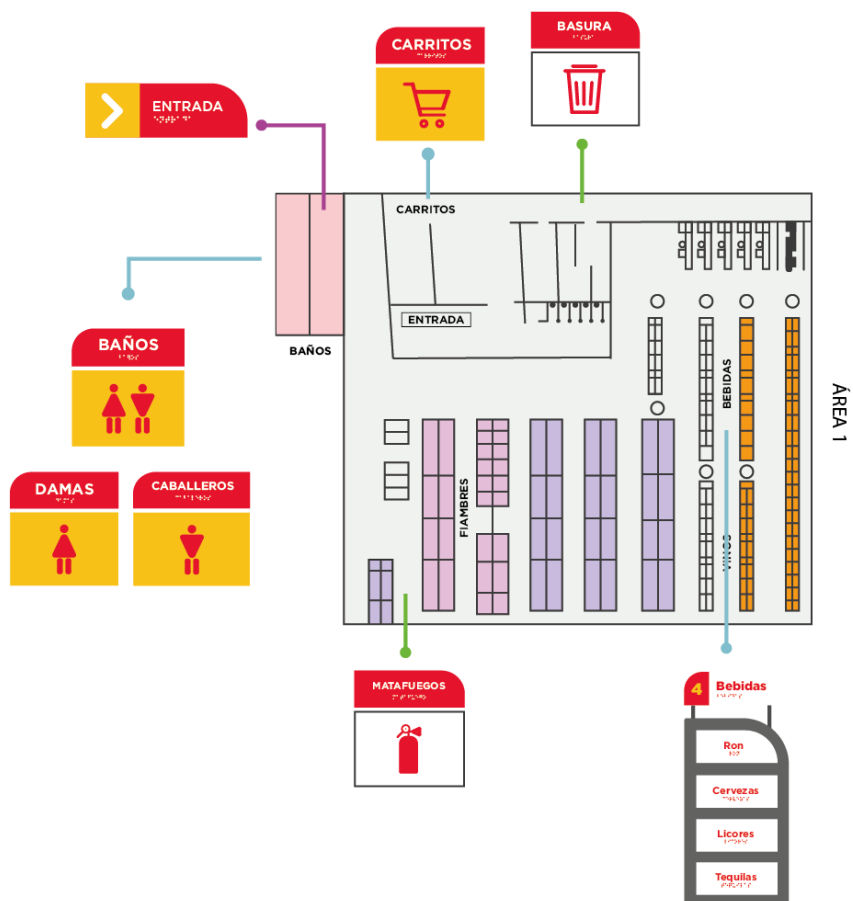 BASURA
CARRITOS
ENTRADA
CARRITOS
ENTRADA
BAÑOS
BAÑOS
BEBIDAS
ÁREA 1
DAMAS
CABALLEROS
FIAMBRES
VINOS
MATAFUEGOS
4 Bebidas
Ron
Cervezas
Licores
Tequilas